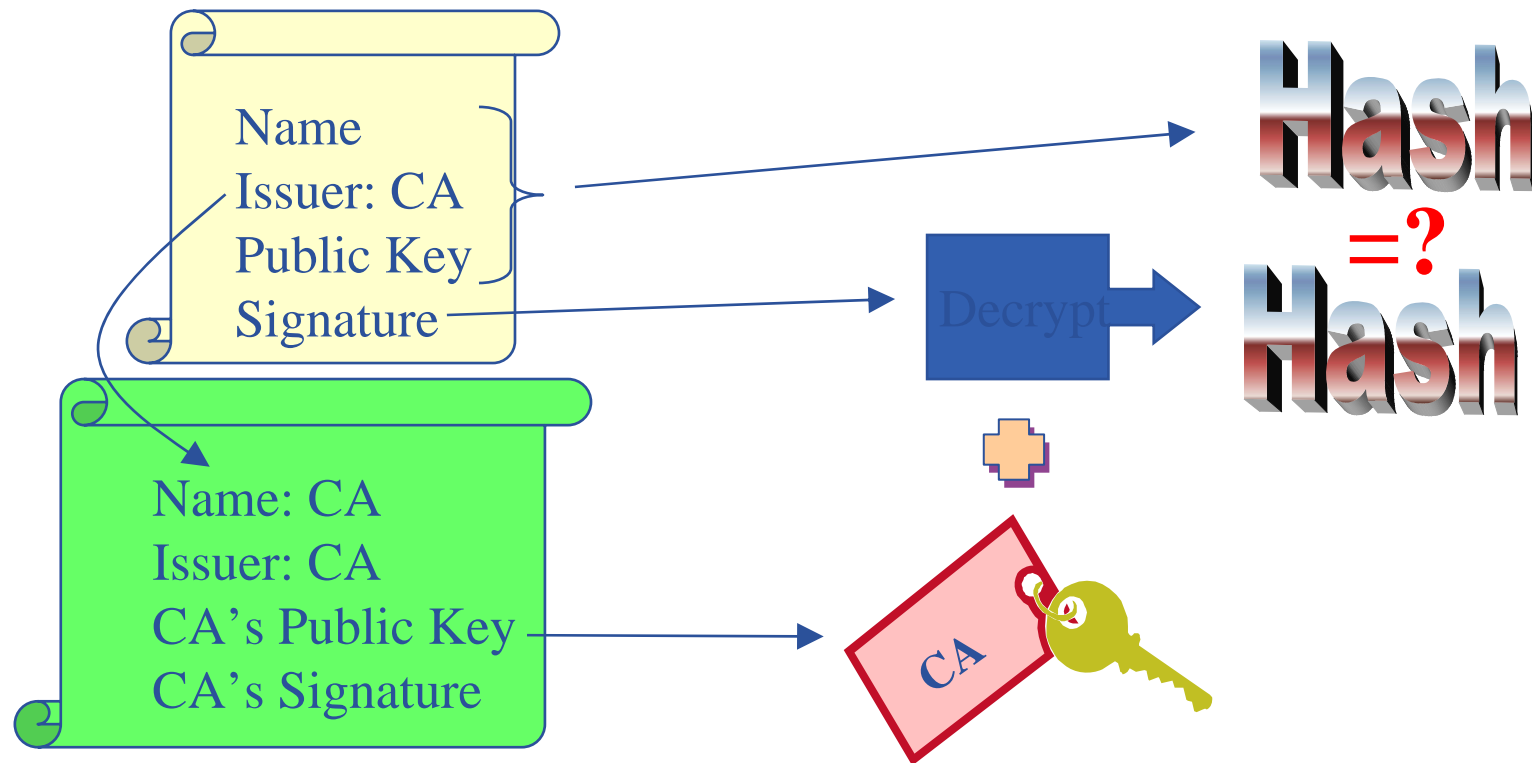 Name
Issuer: CA
Public Key
Signature
Hash
=?
Hash
Decrypt
Name: CA
Issuer: CA
CA’s Public Key
CA’s Signature
CA